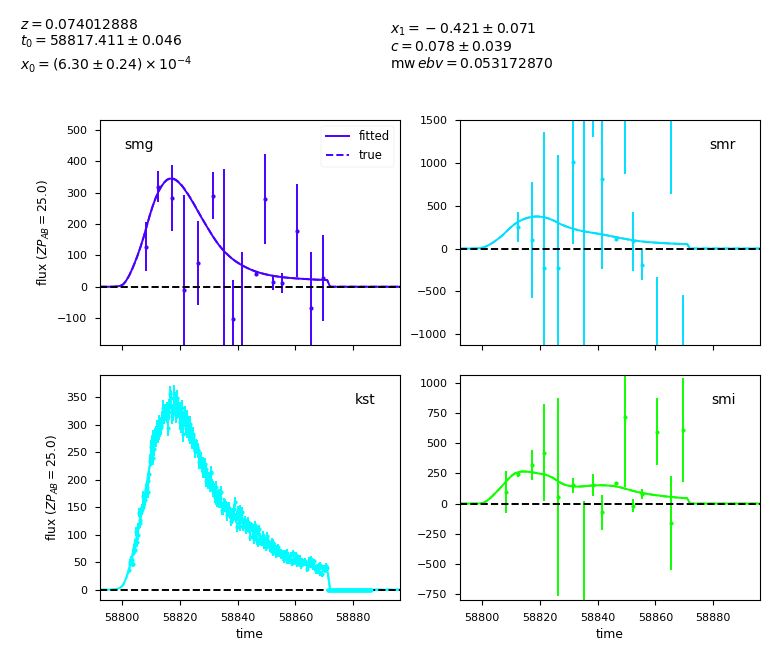 z = 0.074012888
t₀ = 58817.411 ± 0.046
x₀ = (6.30 ± 0.24) × 10⁻⁴
x₁ = − 0.421 ± 0.071
c = 0.078 ± 0.039
mw ebv = 0.053172870
smg
fitted
true
flux (ZP_AB = 25.0)
500
400
300
200
100
0
−100
smr
1500
1000
500
0
−500
−1000
kst
flux (ZP_AB = 25.0)
350
300
250
200
150
100
50
0
58800 58820 58840 58860 58880
time
smi
1000
750
500
250
0
−250
−500
−750
58800 58820 58840 58860 58880
time